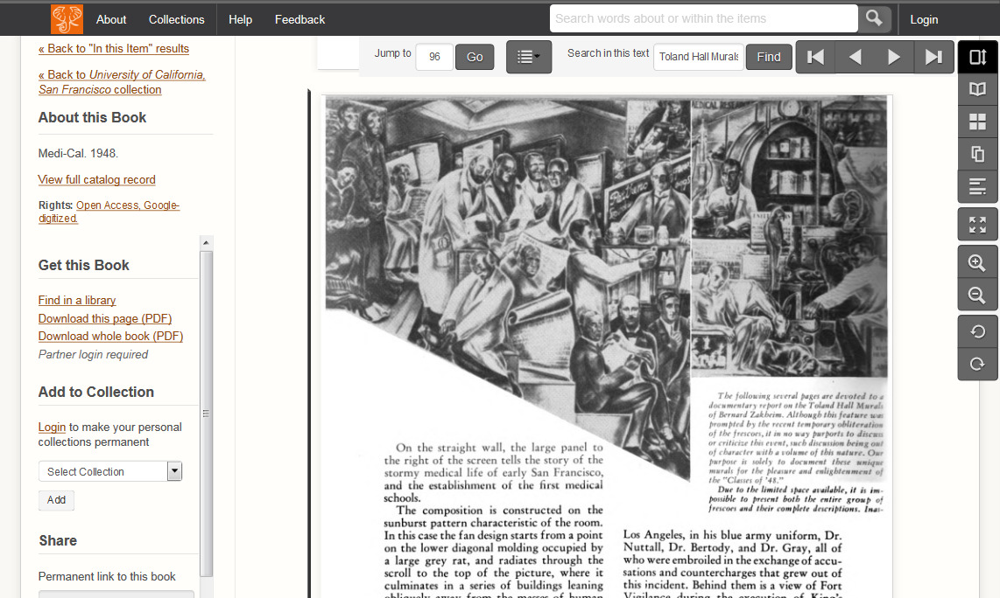 About
Collections
Help
Feedback
Search words about or within the items
Login
« Back to "In this Item" results
« Back to University of California,
San Francisco collection
About this Book
Medi-Cal. 1948.
View full catalog record
Rights: Open Access, Google-
digitized.
Get this Book
Find in a library
Download this page (PDF)
Download whole book (PDF)
Partner login required
Add to Collection
Login to make your personal
collections permanent
Select Collection
Add
Share
Permanent link to this book
Jump to
96
Go
Search in this text
Toland Hall Murals
Find
The following several pages are devoted to a
documentary report on the Toland Hall Murals
of Bernard Zakheim. Although this feature was
prompted by the recent temporary obliteration
of the frescoes, it in no way purports to discuss
or criticize this event, such discussion being out
of character with a volume of this nature. Our
purpose is solely to document these unique
murals for the pleasure and enlightenment of
the "Classes of '48."
Due to the limited space available, it is im-
possible to present both the entire group of
frescoes and their complete descriptions. Inas-
On the straight wall, the large panel to
the right of the screen tells the story of the
stormy medical life of early San Francisco,
and the establishment of the first medical
schools.
The composition is constructed on the
sunburst pattern characteristic of the room.
In this case the fan design starts from a point
on the lower diagonal molding occupied by
a large grey rat, and radiates through the
scroll to the top of the picture, where it
culminates in a series of buildings leaning
obliquely away from the masses of human
Los Angeles, in his blue army uniform, Dr.
Nuttall, Dr. Bertody, and Dr. Gray, all of
who were embroiled in the exchange of accu-
sations and countercharges that grew out of
this incident. Behind them is a view of Fort
Vigilance during the execution of King's